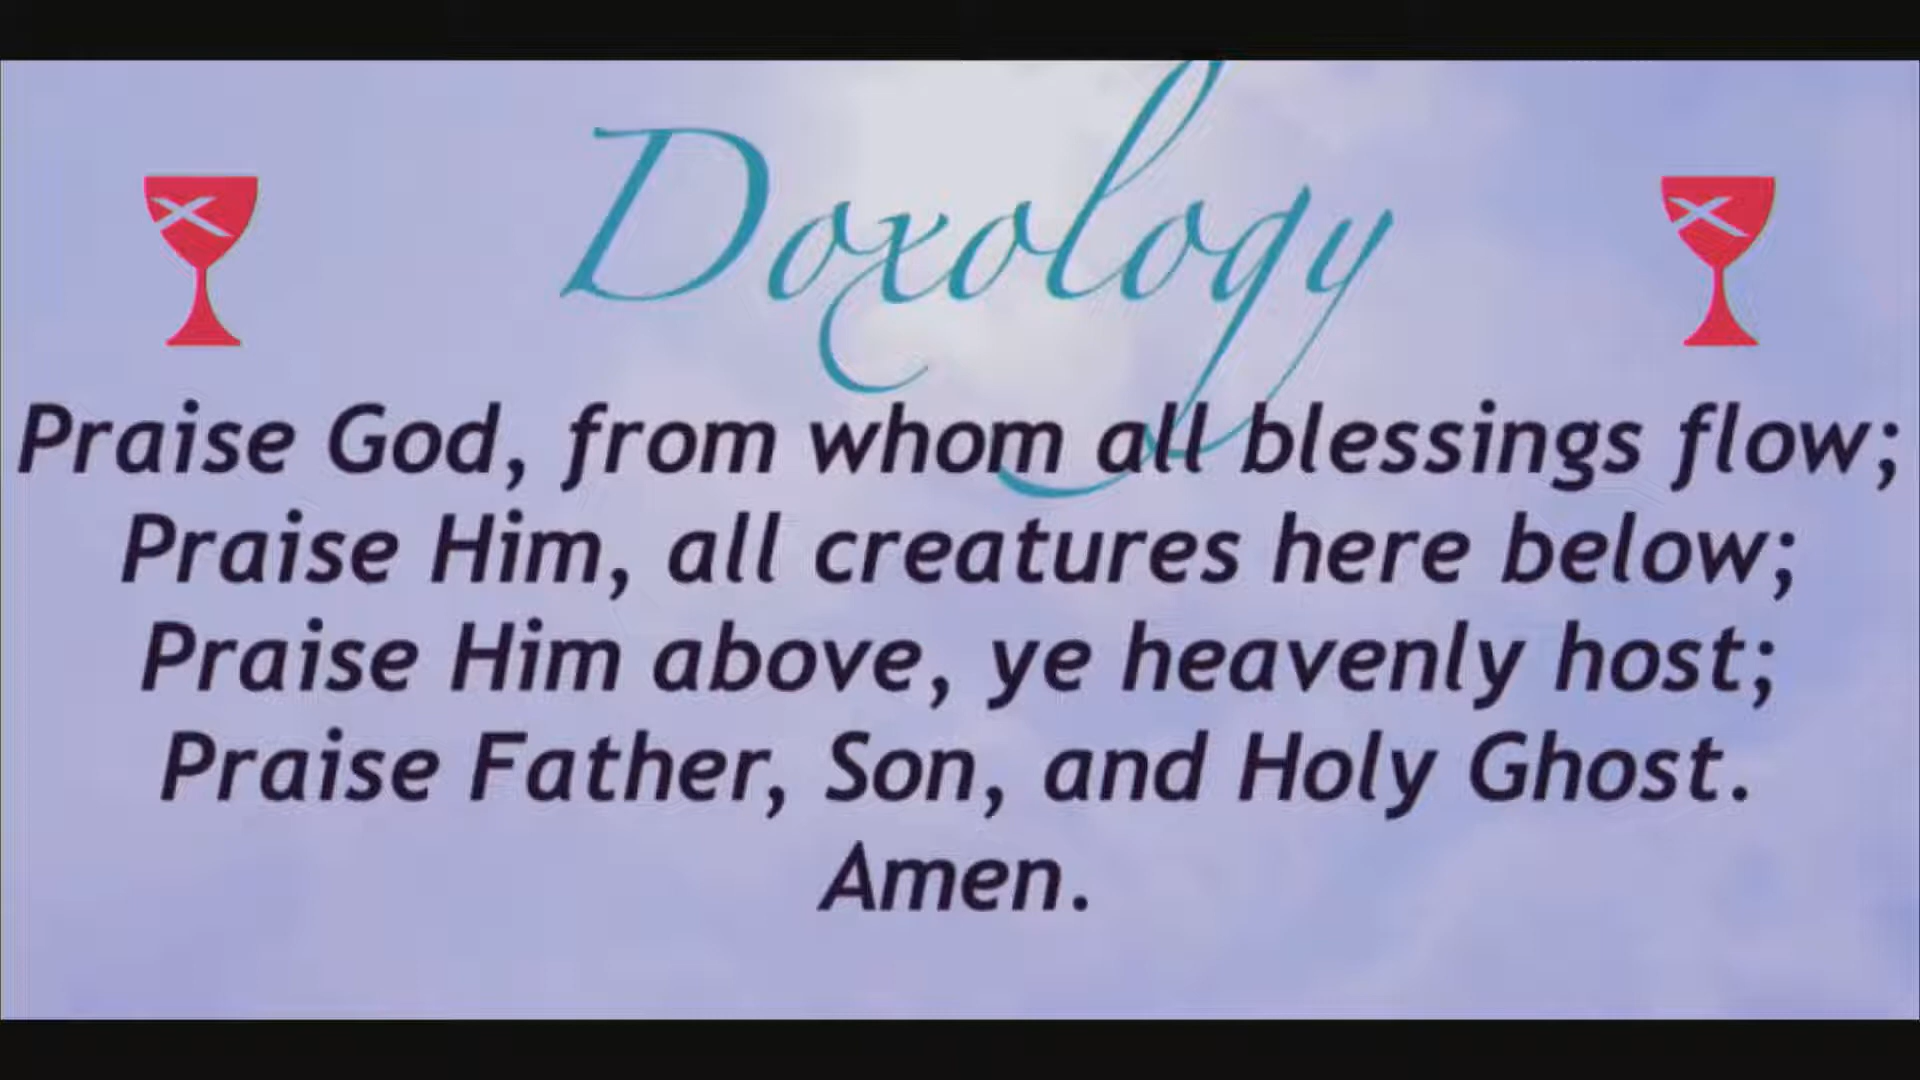 Doxology
Praise God, from whom all blessings flow;
Praise Him, all creatures here below;
Praise Him above, ye heavenly host;
Praise Father, Son, and Holy Ghost.
Amen.